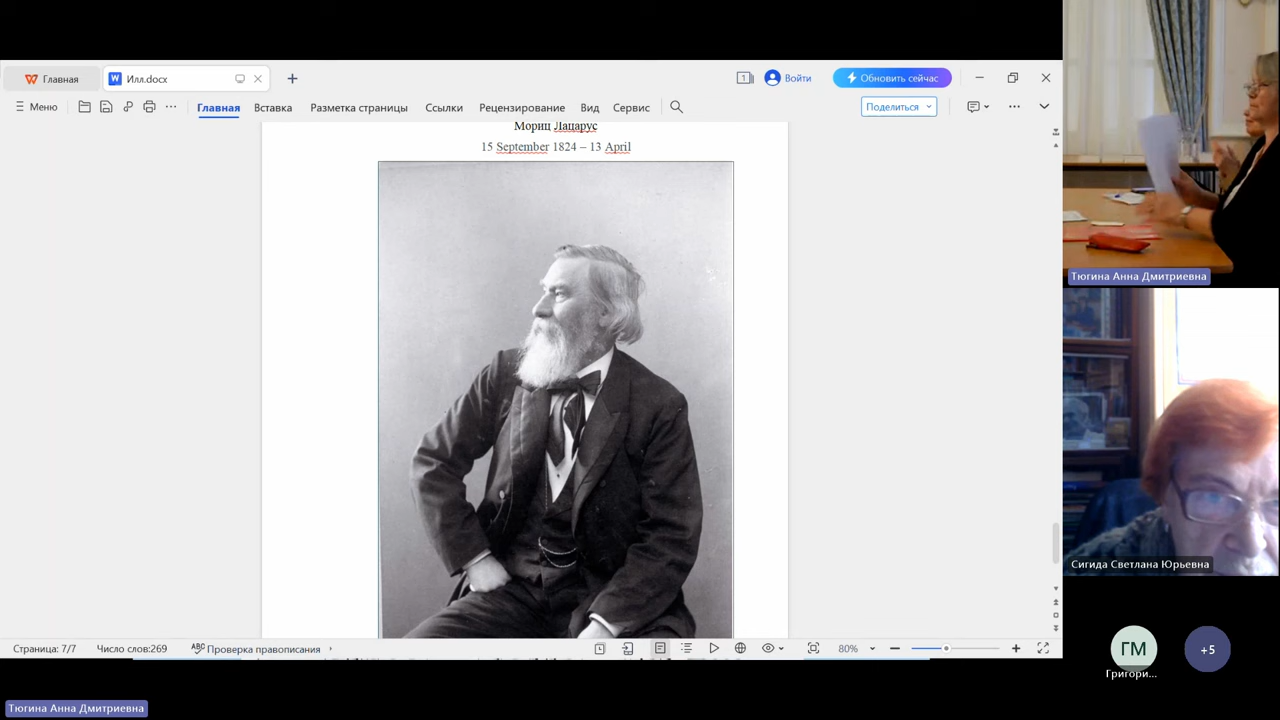 Главная
Илл.docx
1
Войти
Обновить сейчас
Меню
Главная
Вставка
Разметка страницы
Ссылки
Рецензирование
Вид
Сервис
Поделиться
Мориц Лацарус
15 September 1824 – 13 April
Страница: 7/7
Число слов:269
Проверка правописания
80%
Тюгина Анна Дмитриевна
Сигида Светлана Юрьевна
ГМ
Григори...
+5
Тюгина Анна Дмитриевна